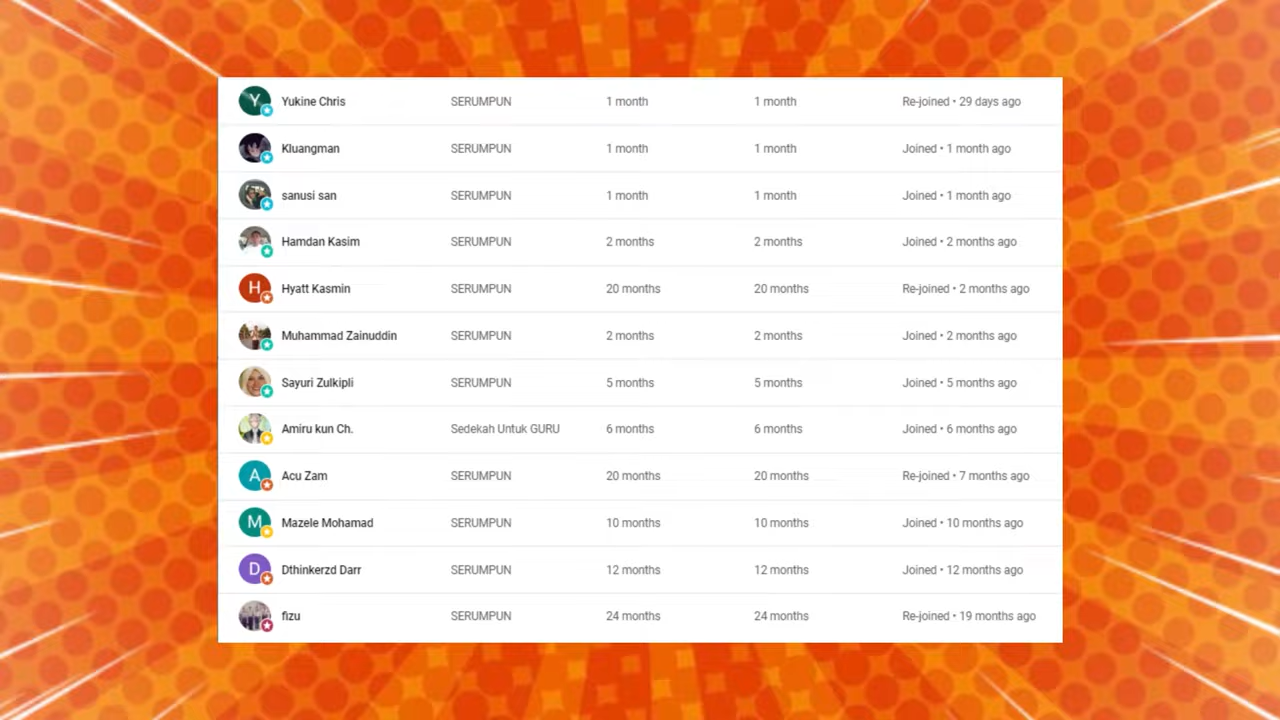 Y Yukine Chris SERUMPUN 1 month 1 month Re-joined • 29 days ago
Kluangman SERUMPUN 1 month 1 month Joined • 1 month ago
sanusi san SERUMPUN 1 month 1 month Joined • 1 month ago
Hamdan Kasim SERUMPUN 2 months 2 months Joined • 2 months ago
H Hyatt Kasmin SERUMPUN 20 months 20 months Re-joined • 2 months ago
Muhammad Zainuddin SERUMPUN 2 months 2 months Joined • 2 months ago
Sayuri Zulkipli SERUMPUN 5 months 5 months Joined • 5 months ago
Amiru kun Ch. Sedekah Untuk GURU 6 months 6 months Joined • 6 months ago
A Acu Zam SERUMPUN 20 months 20 months Re-joined • 7 months ago
M Mazele Mohamad SERUMPUN 10 months 10 months Joined • 10 months ago
D Dthinkerzd Darr SERUMPUN 12 months 12 months Joined • 12 months ago
fizu SERUMPUN 24 months 24 months Re-joined • 19 months ago